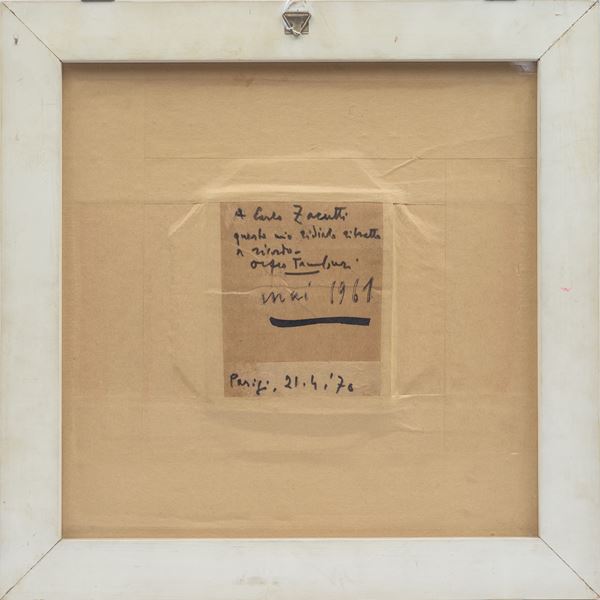 A Carlo Zacutti
questo mio ridicolo ritratto
a ricordo -
Orfeo Tamburi
mai 1961
Parigi, 21.4.'70